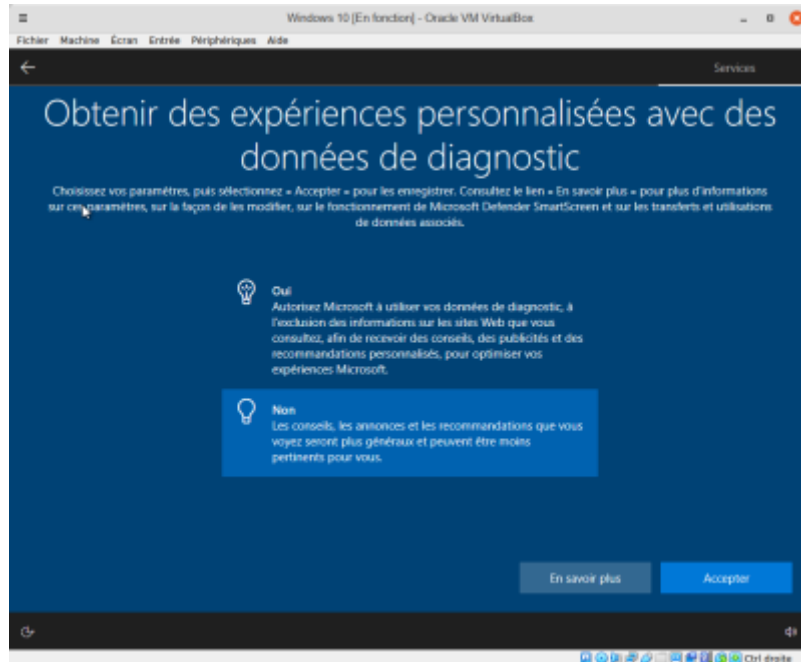 Windows 10 [En fonction] - Oracle VM VirtualBox
Fichier Machine Écran Entrée Périphériques Aide
Services
Obtenir des expériences personnalisées avec des
données de diagnostic
Choisissez vos paramètres, puis sélectionnez « Accepter » pour les enregistrer. Consultez le lien « En savoir plus » pour plus d'informations
sur ces paramètres, sur la façon de les modifier, sur le fonctionnement de Microsoft Defender SmartScreen et sur les transferts et utilisations
de données associés.
Oui
Autorisez Microsoft à utiliser vos données de diagnostic, à
l'exclusion des informations sur les sites Web que vous
consultez, afin de recevoir des conseils, des publicités et des
recommandations personnalisés, pour optimiser vos
expériences Microsoft.
Non
Les conseils, les annonces et les recommandations que vous
voyez seront plus généraux et peuvent être moins
pertinents pour vous.
En savoir plus
Accepter
Ctrl droite